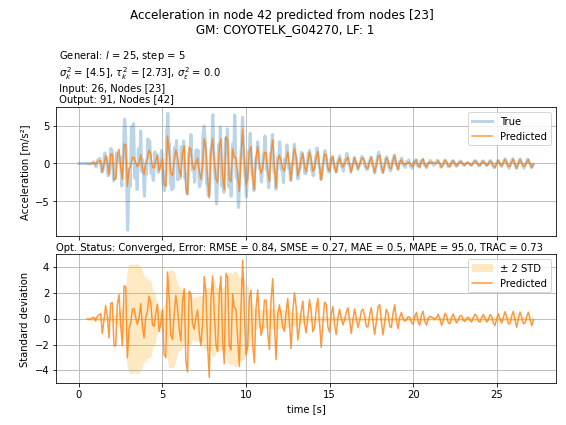 Acceleration in node 42 predicted from nodes [23]
GM: COYOTELK_G04270, LF: 1
General: l = 25, step = 5
σ²ₖ = [4.5], τ²ₖ = [2.73], σ²ε = 0.0
Input: 26, Nodes [23]
Output: 91, Nodes [42]
Acceleration [m/s²]
5
0
−5
True
Predicted
Opt. Status: Converged, Error: RMSE = 0.84, SMSE = 0.27, MAE = 0.5, MAPE = 95.0, TRAC = 0.73
Standard deviation
4
2
0
−2
−4
± 2 STD
Predicted
0 5 10 15 20 25
time [s]